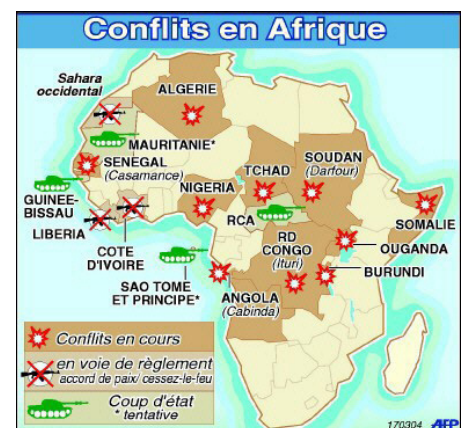 Conflits en Afrique
Sahara
occidental
ALGERIE
MAURITANIE*
SENEGAL
(Casamance)
TCHAD
SOUDAN
(Darfour)
NIGERIA
GUINEE-
BISSAU
RCA
SOMALIE
LIBERIA
COTE
D'IVOIRE
RD
CONGO
(Ituri)
OUGANDA
BURUNDI
SAO TOME
ET PRINCIPE*
ANGOLA
(Cabinda)
Conflits en cours
en voie de règlement
accord de paix/ cessez-le-feu
Coup d'état
* tentative
170304 AFP